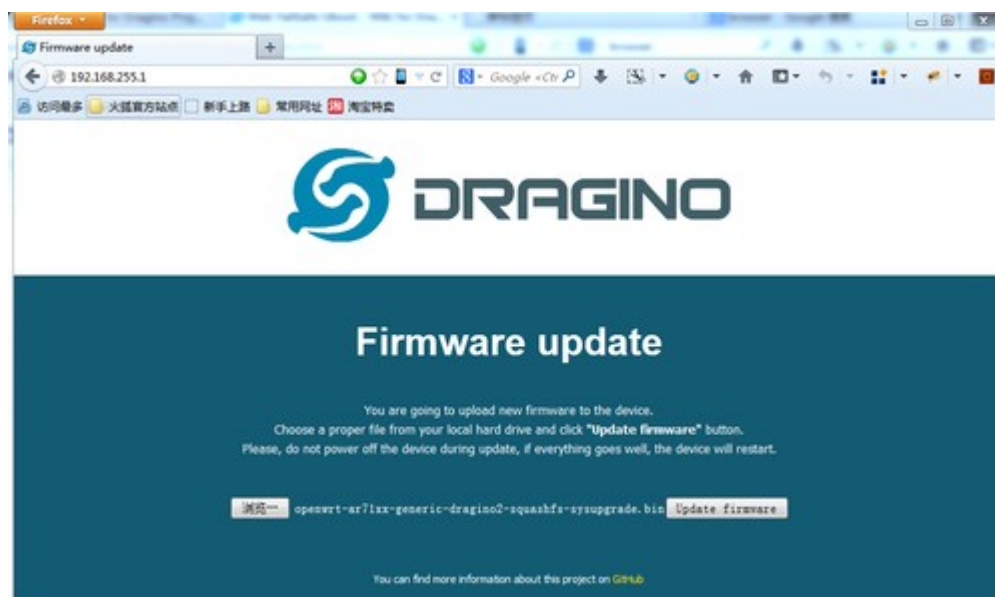 Firefox
Firmware update
192.168.255.1
Google
访问最多 火狐官方站点 新手上路 常用网址 淘宝特卖
DRAGINO
Firmware update
You are going to upload new firmware to the device.
Choose a proper file from your local hard drive and click "Update firmware" button.
Please, do not power off the device during update, if everything goes well, the device will restart.
openwrt-ar71xx-generic-dragino2-squashfs-sysupgrade.bin Update firmware
You can find more information about this project on GitHub